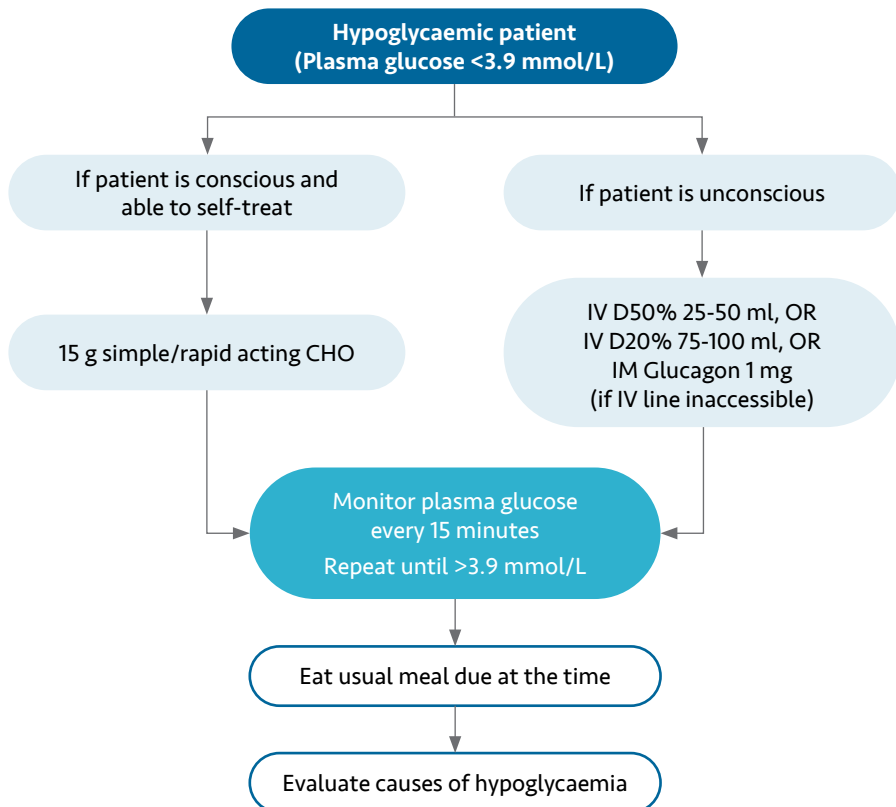 Hypoglycaemic patient
(Plasma glucose <3.9 mmol/L)
If patient is conscious and
able to self-treat
If patient is unconscious
15 g simple/rapid acting CHO
IV D50% 25-50 ml, OR
IV D20% 75-100 ml, OR
IM Glucagon 1 mg
(if IV line inaccessible)
Monitor plasma glucose
every 15 minutes
Repeat until >3.9 mmol/L
Eat usual meal due at the time
Evaluate causes of hypoglycaemia